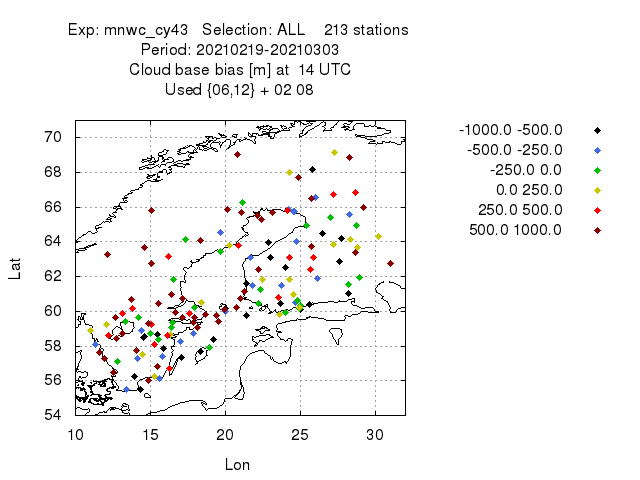 Exp: mnwc_cy43   Selection: ALL    213 stations
Period: 20210219-20210303
Cloud base bias [m] at  14 UTC
Used {06,12} + 02 08
-1000.0 -500.0
-500.0 -250.0
-250.0 0.0
0.0 250.0
250.0 500.0
500.0 1000.0
70
68
66
64
62
60
58
56
54
Lat
10 15 20 25 30
Lon